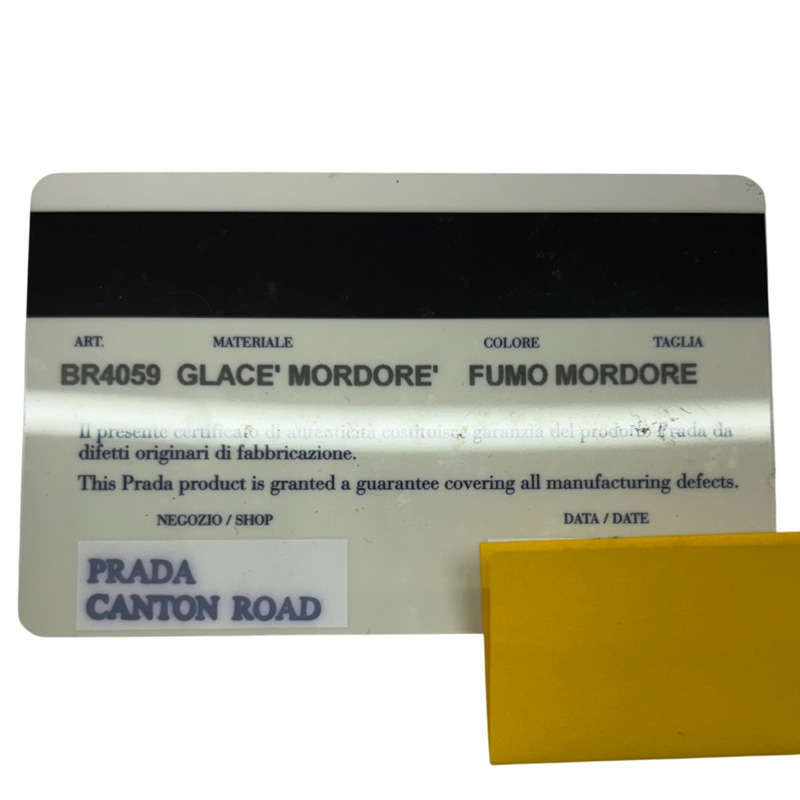 ART. MATERIALE COLORE TAGLIA
BR4059 GLACE' MORDORE' FUMO MORDORE
Il presente certificato di autenticità costituisce garanzia del prodotto Prada da
difetti originari di fabbricazione.
This Prada product is granted a guarantee covering all manufacturing defects.
NEGOZIO / SHOP DATA / DATE
PRADA
CANTON ROAD